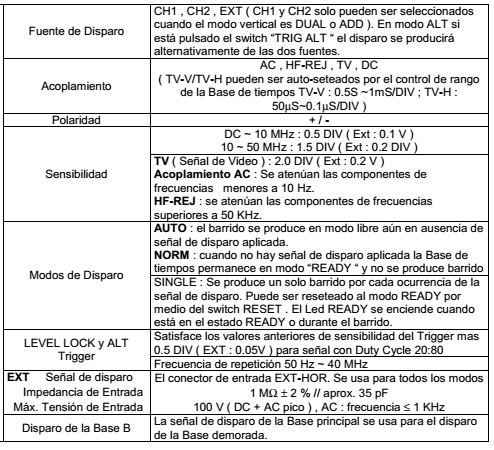 Fuente de Disparo
CH1 , CH2 , EXT ( CH1 y CH2 solo pueden ser seleccionados
cuando el modo vertical es DUAL o ADD ). En modo ALT si
está pulsado el switch “TRIG ALT “ el disparo se producirá
alternativamente de las dos fuentes.
Acoplamiento
AC , HF-REJ , TV , DC
( TV-V/TV-H pueden ser auto-seteados por el control de rango
de la Base de tiempos TV-V : 0.5S ~1mS/DIV ; TV-H :
50µS~0.1µS/DIV )
Polaridad
+ / -
Sensibilidad
DC ~ 10 MHz : 0.5 DIV ( Ext : 0.1 V )
10 ~ 50 MHz : 1.5 DIV ( Ext : 0.2 DIV )
TV ( Señal de Video ) : 2.0 DIV ( Ext : 0.2 V )
Acoplamiento AC : Se atenúan las componentes de
frecuencias menores a 10 Hz.
HF-REJ : se atenúan las componentes de frecuencias
superiores a 50 KHz.
Modos de Disparo
AUTO : el barrido se produce en modo libre aún en ausencia de
señal de disparo aplicada.
NORM : cuando no hay señal de disparo aplicada la Base de
tiempos permanece en modo “READY “ y no se produce barrido
SINGLE : Se produce un solo barrido por cada ocurrencia de la
señal de disparo. Puede ser reseteado al modo READY por
medio del switch RESET . El Led READY se enciende cuando
está en el estado READY o durante el barrido.
LEVEL LOCK y ALT
Trigger
Satisface los valores anteriores de sensibilidad del Trigger mas
0.5 DIV ( EXT : 0.05V ) para señal con Duty Cycle 20:80
Frecuencia de repetición 50 Hz ~ 40 MHz
EXT Señal de disparo
El conector de entrada EXT-HOR. Se usa para todos los modos
Impedancia de Entrada
1 MΩ ± 2 % // aprox. 35 pF
Máx. Tensión de Entrada
100 V ( DC + AC pico ) , AC : frecuencia ≤ 1 KHz
Disparo de la Base B
La señal de disparo de la Base principal se usa para el disparo
de la Base demorada.